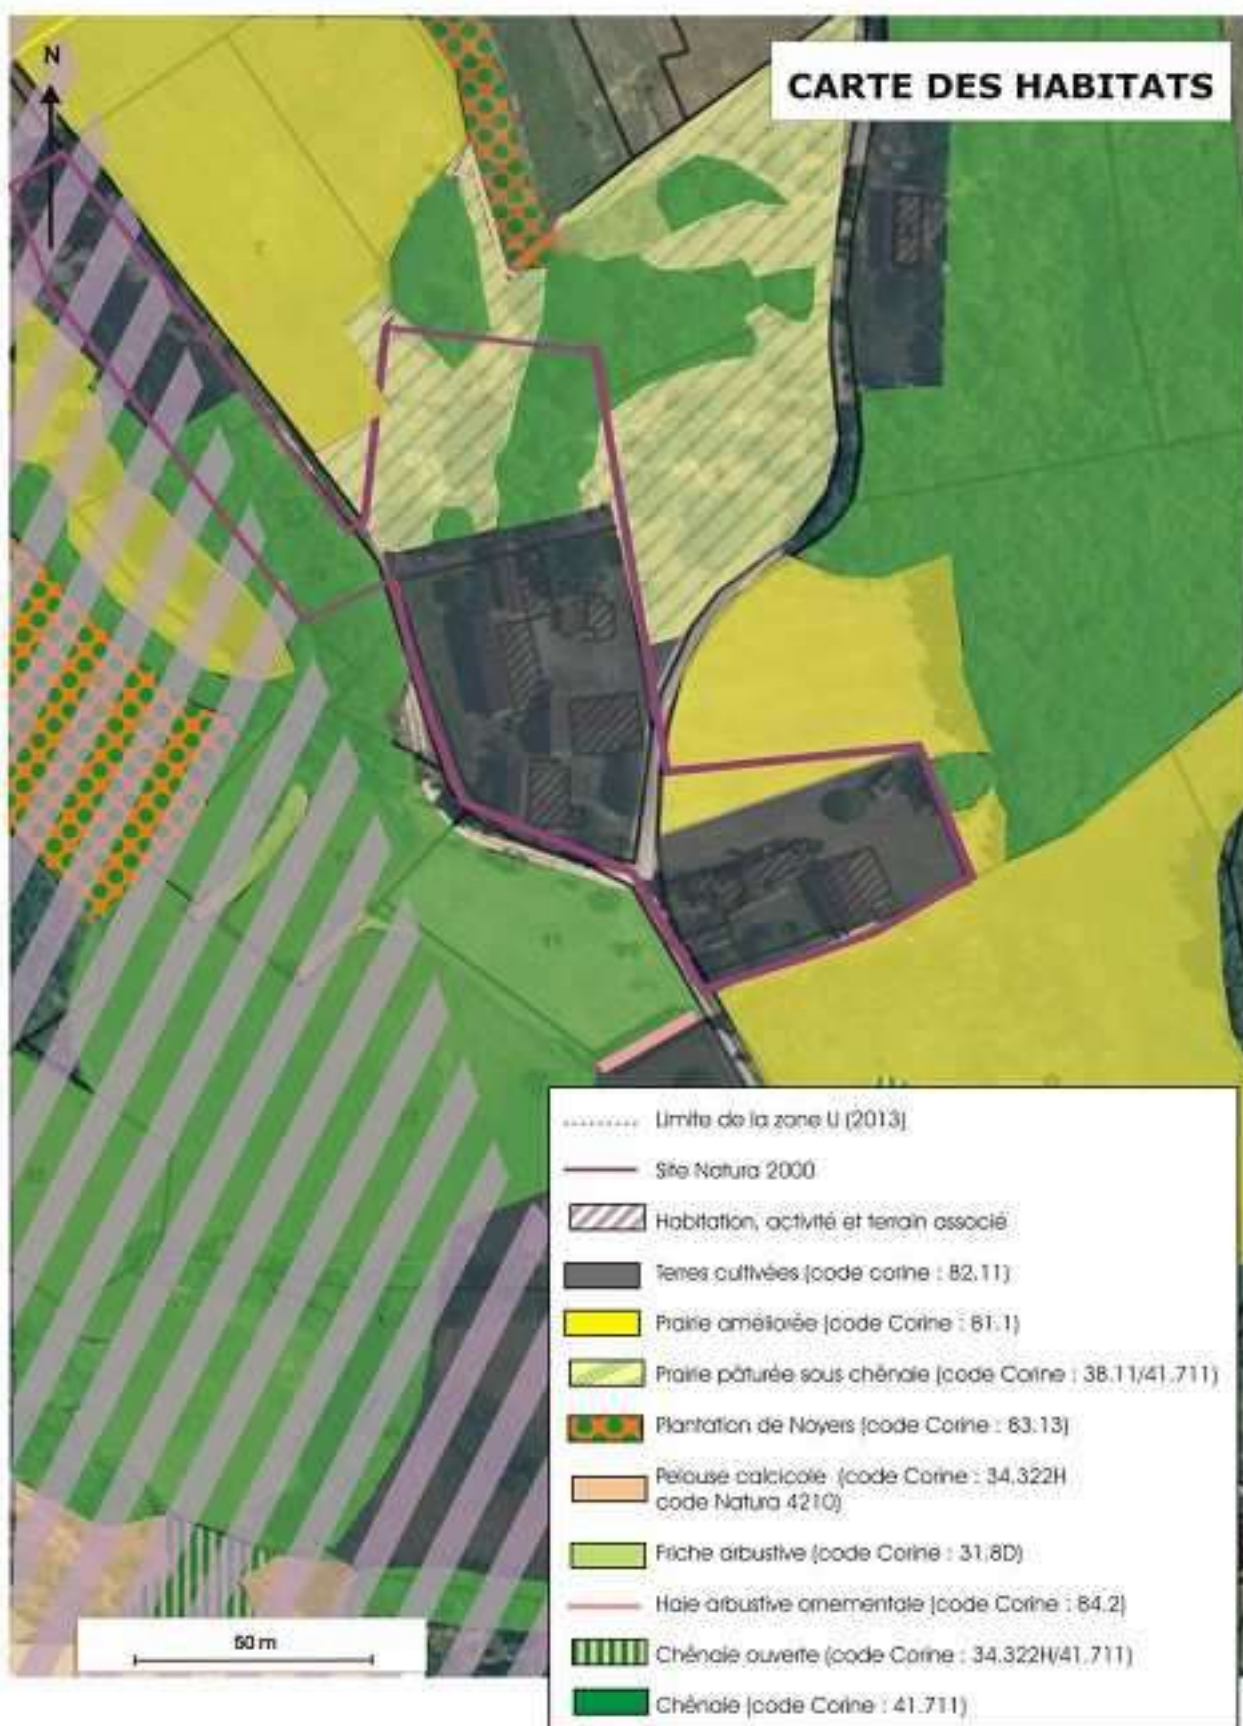 N
CARTE DES HABITATS
Limite de la zone U (2013)
Site Natura 2000
Habitation, activité et terrain associé
Terres cultivées (code corine : 82.11)
Prairie améliorée (code Corine : 81.1)
Prairie pâturée sous chênaie (code Corine : 38.11/41.711)
Plantation de Noyers (code Corine : 83.13)
Pelouse calcicole (code Corine : 34.322H
code Natura 4210)
Friche arbustive (code Corine : 31.8D)
Haie arbustive ornementale (code Corine : 84.2)
Chênaie ouverte (code Corine : 34.322H/41.711)
Chênaie (code Corine : 41.711)
50 m